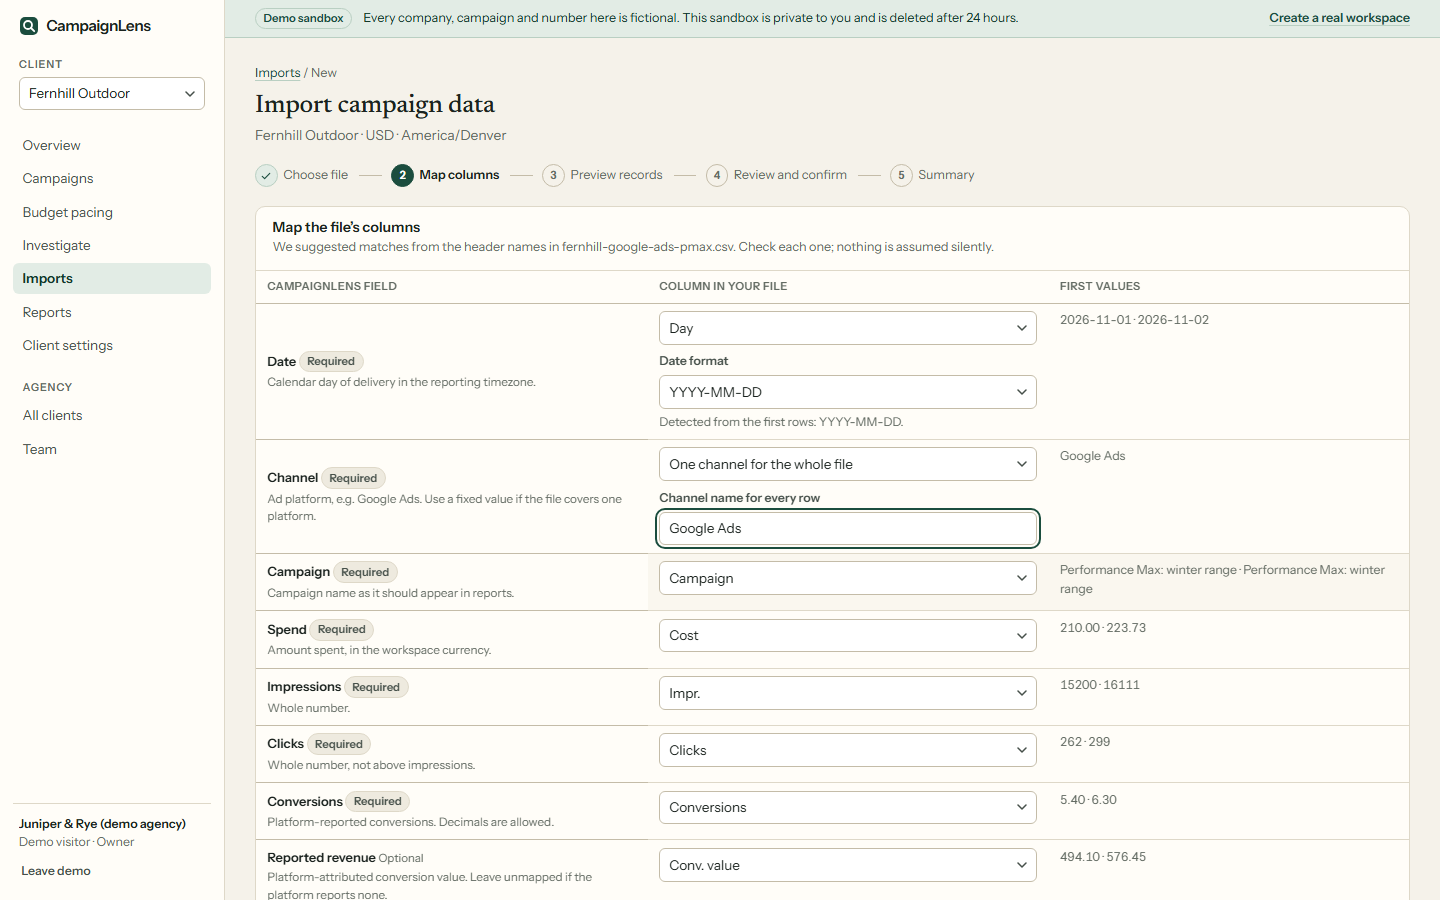 CampaignLens
CLIENT
Fernhill Outdoor
Overview
Campaigns
Budget pacing
Investigate
Imports
Reports
Client settings
AGENCY
All clients
Team
Juniper & Rye (demo agency)
Demo visitor · Owner
Leave demo
Demo sandbox Every company, campaign and number here is fictional. This sandbox is private to you and is deleted after 24 hours. Create a real workspace
Imports / New
Import campaign data
Fernhill Outdoor · USD · America/Denver
Choose file 2 Map columns 3 Preview records 4 Review and confirm 5 Summary
Map the file's columns
We suggested matches from the header names in fernhill-google-ads-pmax.csv. Check each one; nothing is assumed silently.
CAMPAIGNLENS FIELD COLUMN IN YOUR FILE FIRST VALUES
Date Required
Calendar day of delivery in the reporting timezone.
Day
Date format
YYYY-MM-DD
Detected from the first rows: YYYY-MM-DD.
2026-11-01 · 2026-11-02
Channel Required
Ad platform, e.g. Google Ads. Use a fixed value if the file covers one
platform.
One channel for the whole file
Channel name for every row
Google Ads
Google Ads
Campaign Required
Campaign name as it should appear in reports.
Campaign
Performance Max: winter range · Performance Max: winter
range
Spend Required
Amount spent, in the workspace currency.
Cost
210.00 · 223.73
Impressions Required
Whole number.
Impr.
15200 · 16111
Clicks Required
Whole number, not above impressions.
Clicks
262 · 299
Conversions Required
Platform-reported conversions. Decimals are allowed.
Conversions
5.40 · 6.30
Reported revenue Optional
Platform-attributed conversion value. Leave unmapped if the
platform reports none.
Conv. value
494.10 · 576.45